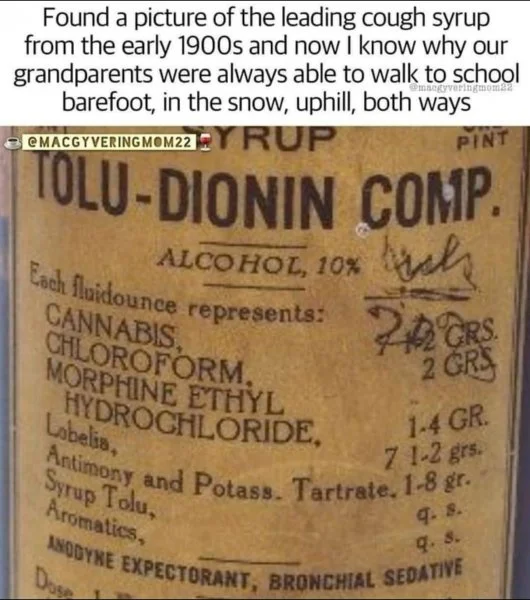 Found a picture of the leading cough syrup
from the early 1900s and now I know why our
grandparents were always able to walk to school
barefoot, in the snow, uphill, both ways
@macgyveringmom22
@MACGYVERINGMOM22
SYRUP
PINT
TOLU-DIONIN COMP.
ALCOHOL, 10%
Each fluidounce represents:
CANNABIS, GRS.
CHLOROFORM, 2 GRS
MORPHINE ETHYL
HYDROCHLORIDE, 1-4 GR.
Lobelia, 7 1-2 grs.
Antimony and Potass. Tartrate, 1-8 gr.
Syrup Tolu, q. s.
Aromatics, q. s.
ANODYNE EXPECTORANT, BRONCHIAL SEDATIVE
Dose